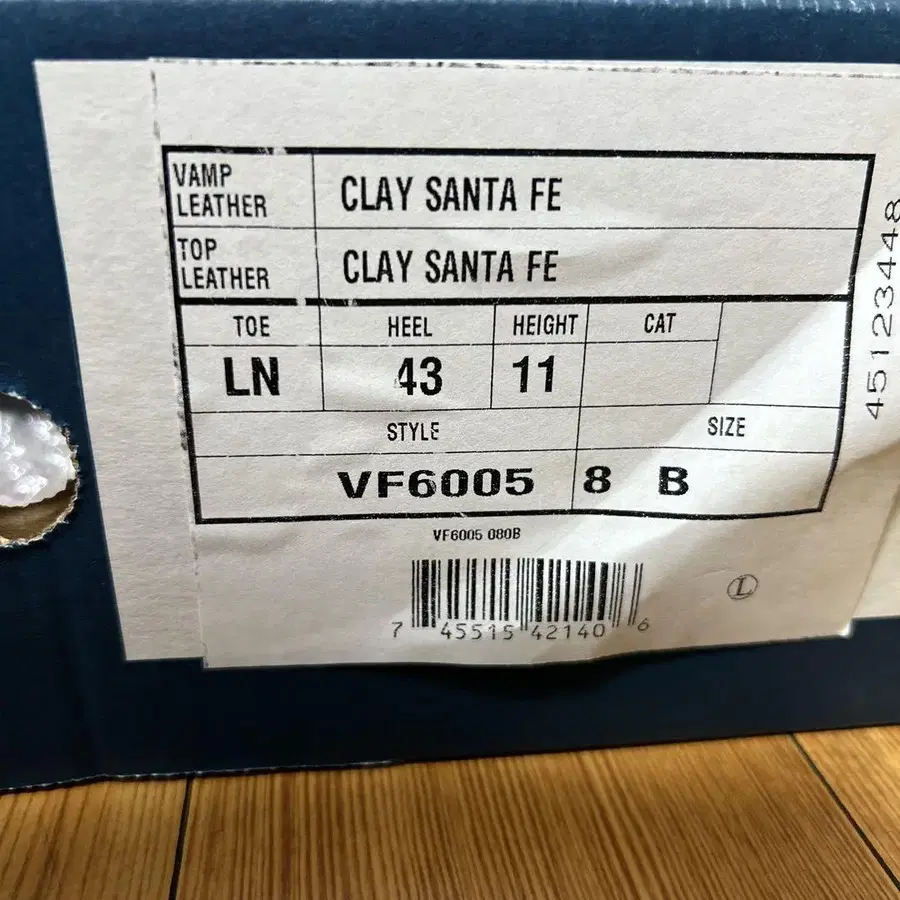 VAMP
LEATHER
CLAY SANTA FE
TOP
LEATHER
CLAY SANTA FE
TOE HEEL HEIGHT CAT
LN 43 11
STYLE SIZE
VF6005 8 B
VF6005 080B
7 45515 42140 6
L
45123448